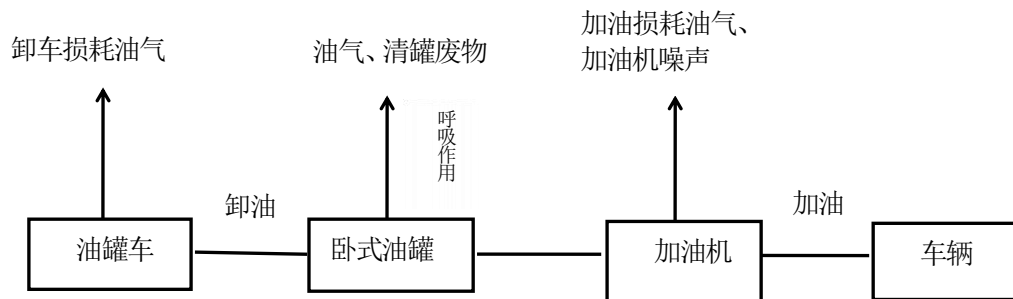 卸车损耗油气
油气、清罐废物
加油损耗油气、
加油机噪声
呼吸作用
卸油
加油
油罐车
卧式油罐
加油机
车辆